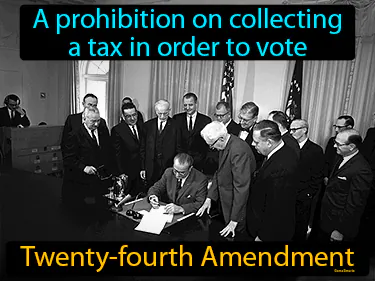 A prohibition on collecting
a tax in order to vote
Twenty-fourth Amendment